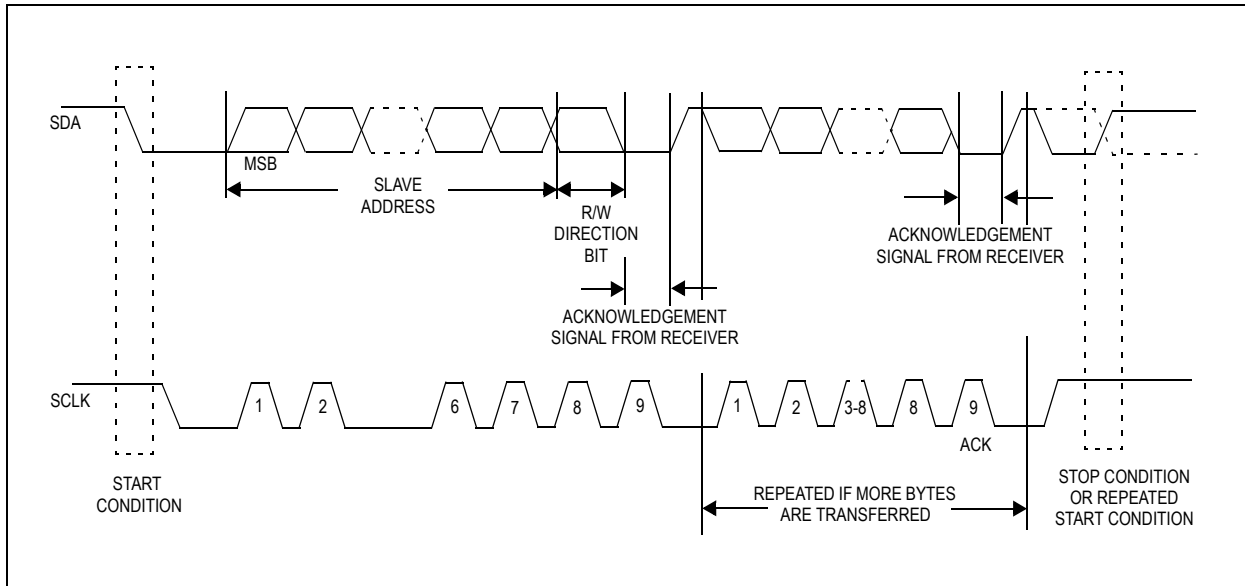 SDA
MSB
SLAVE
ADDRESS
R/W
DIRECTION
BIT
ACKNOWLEDGEMENT
SIGNAL FROM RECEIVER
ACKNOWLEDGEMENT
SIGNAL FROM RECEIVER
SCLK
1 2 6 7 8 9 1 2 3-8 8 9
ACK
START
CONDITION
REPEATED IF MORE BYTES
ARE TRANSFERRED
STOP CONDITION
OR REPEATED
START CONDITION